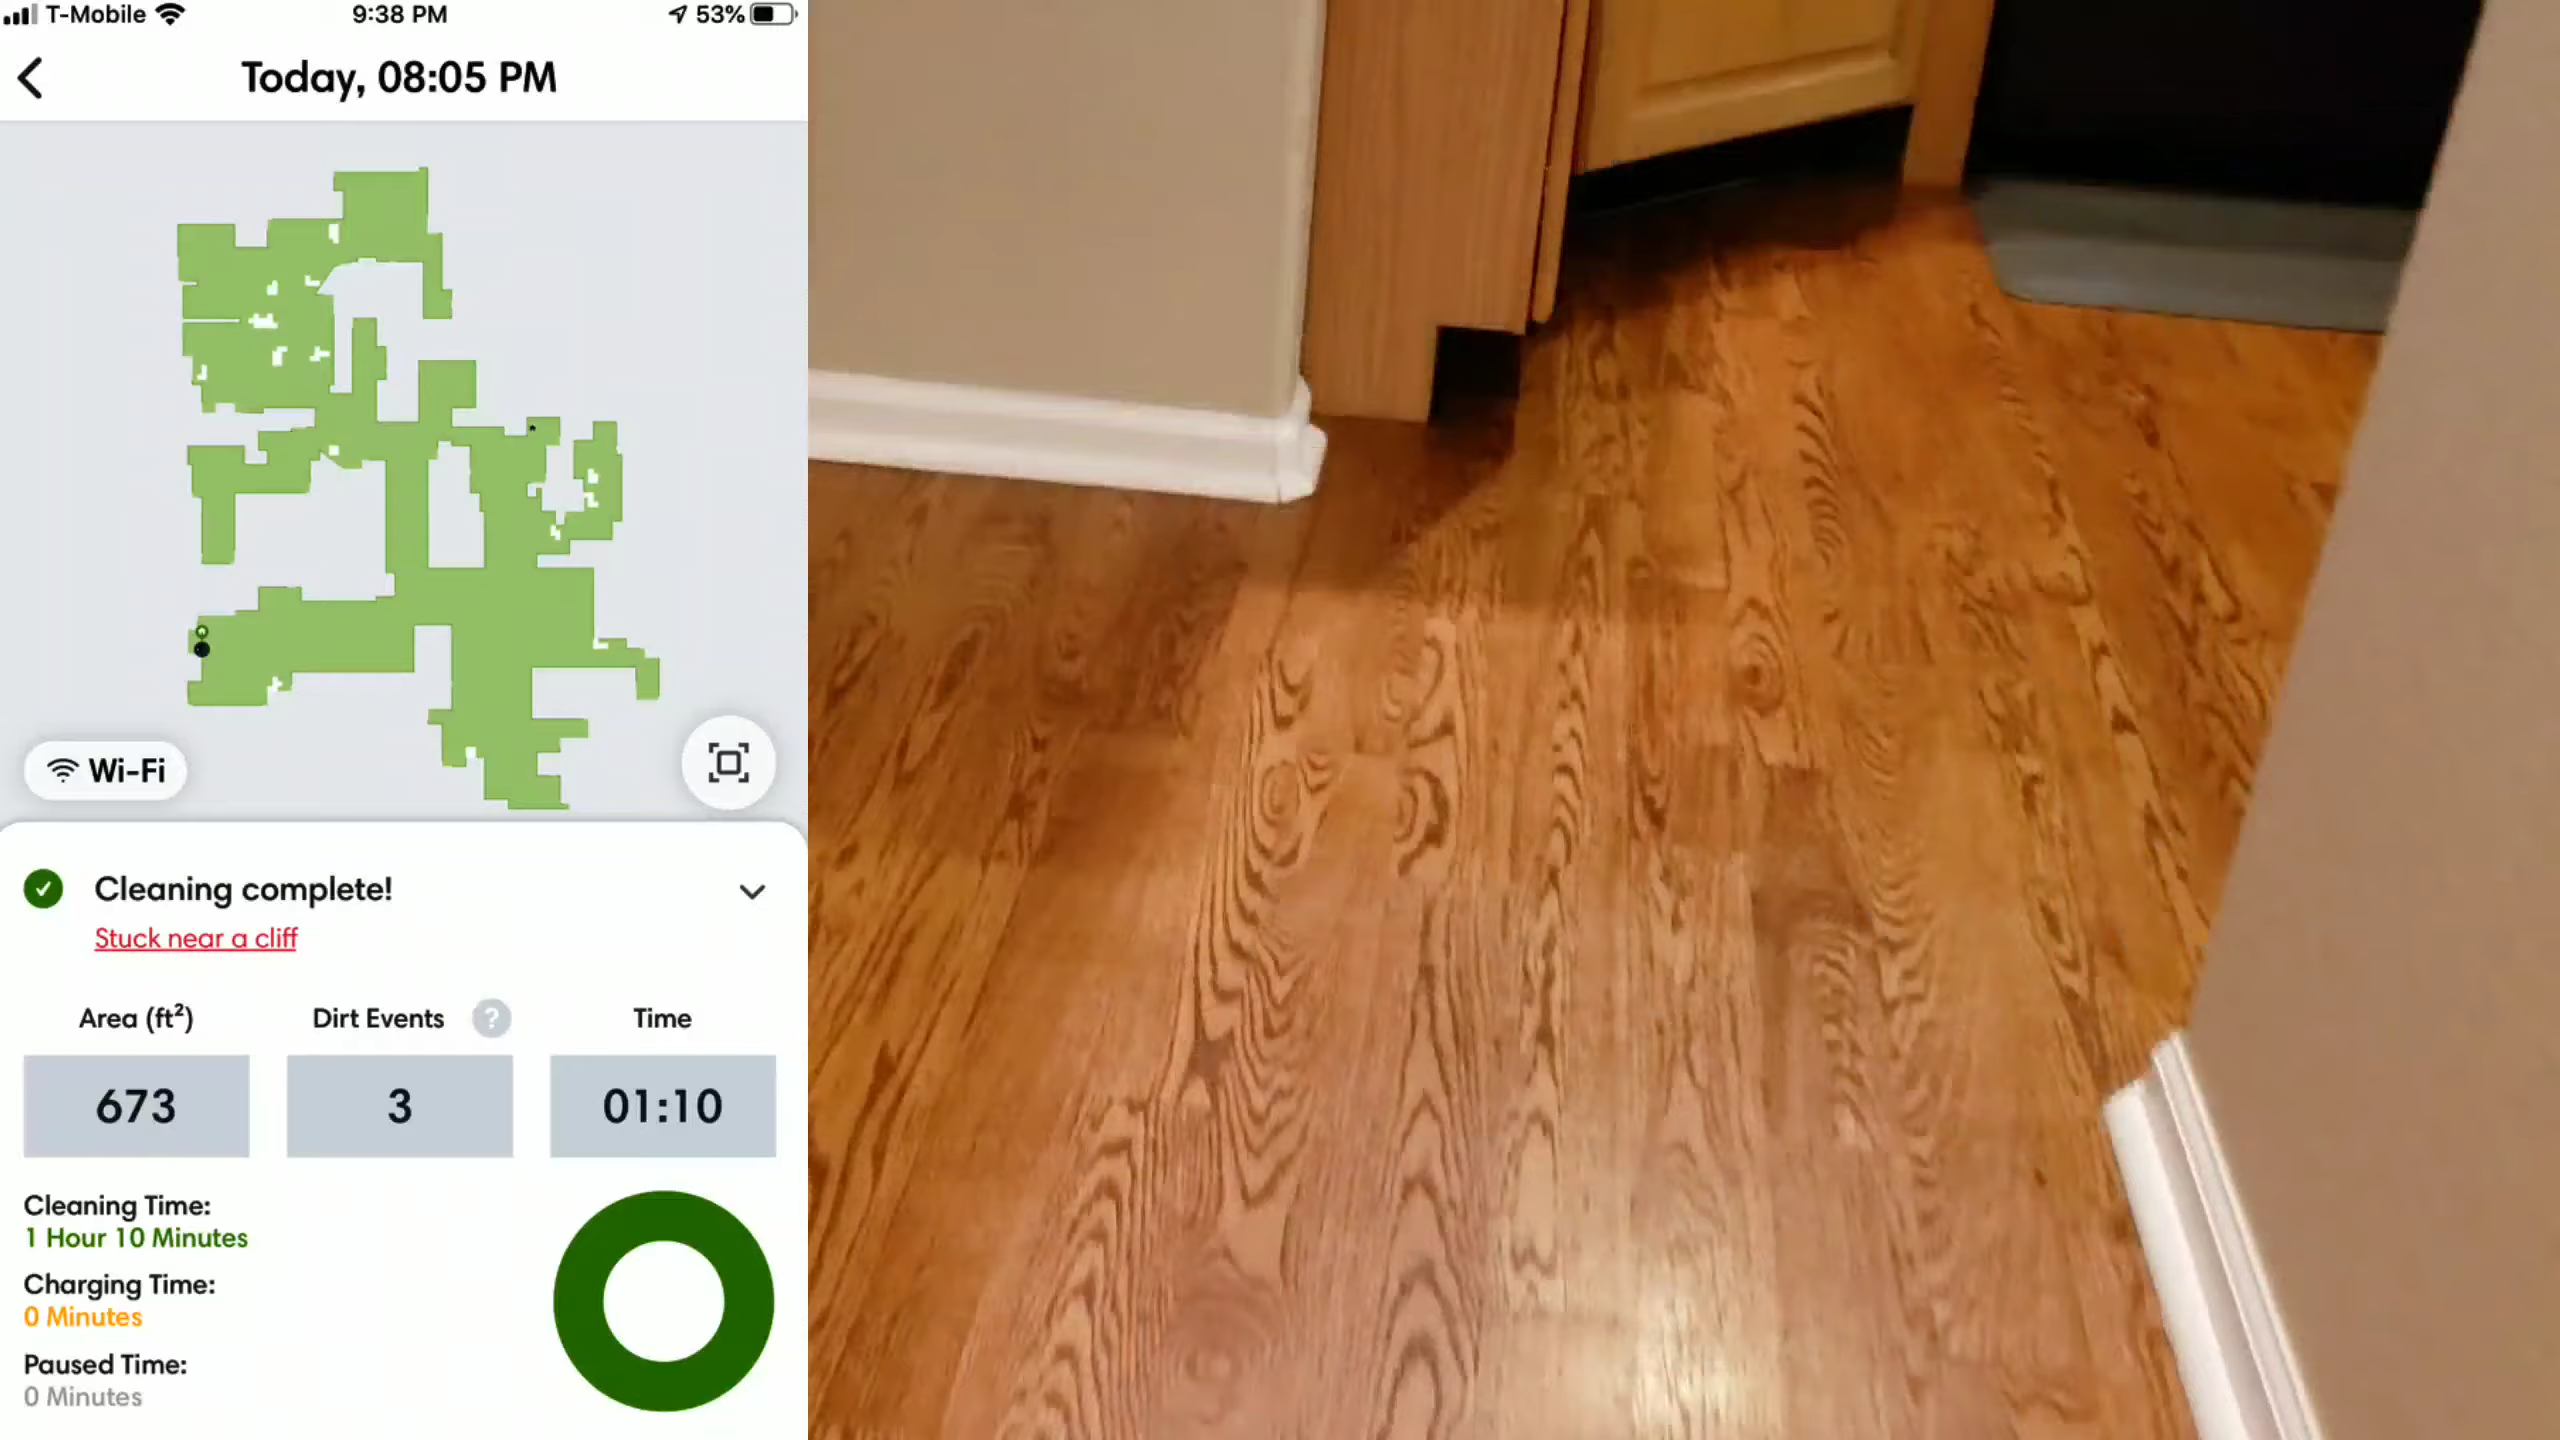 T-Mobile
9:38 PM
53%
Today, 08:05 PM
Wi-Fi
Cleaning complete!
Stuck near a cliff
Area (ft²)
Dirt Events
?
Time
673
3
01:10
Cleaning Time:
1 Hour 10 Minutes
Charging Time:
0 Minutes
Paused Time:
0 Minutes